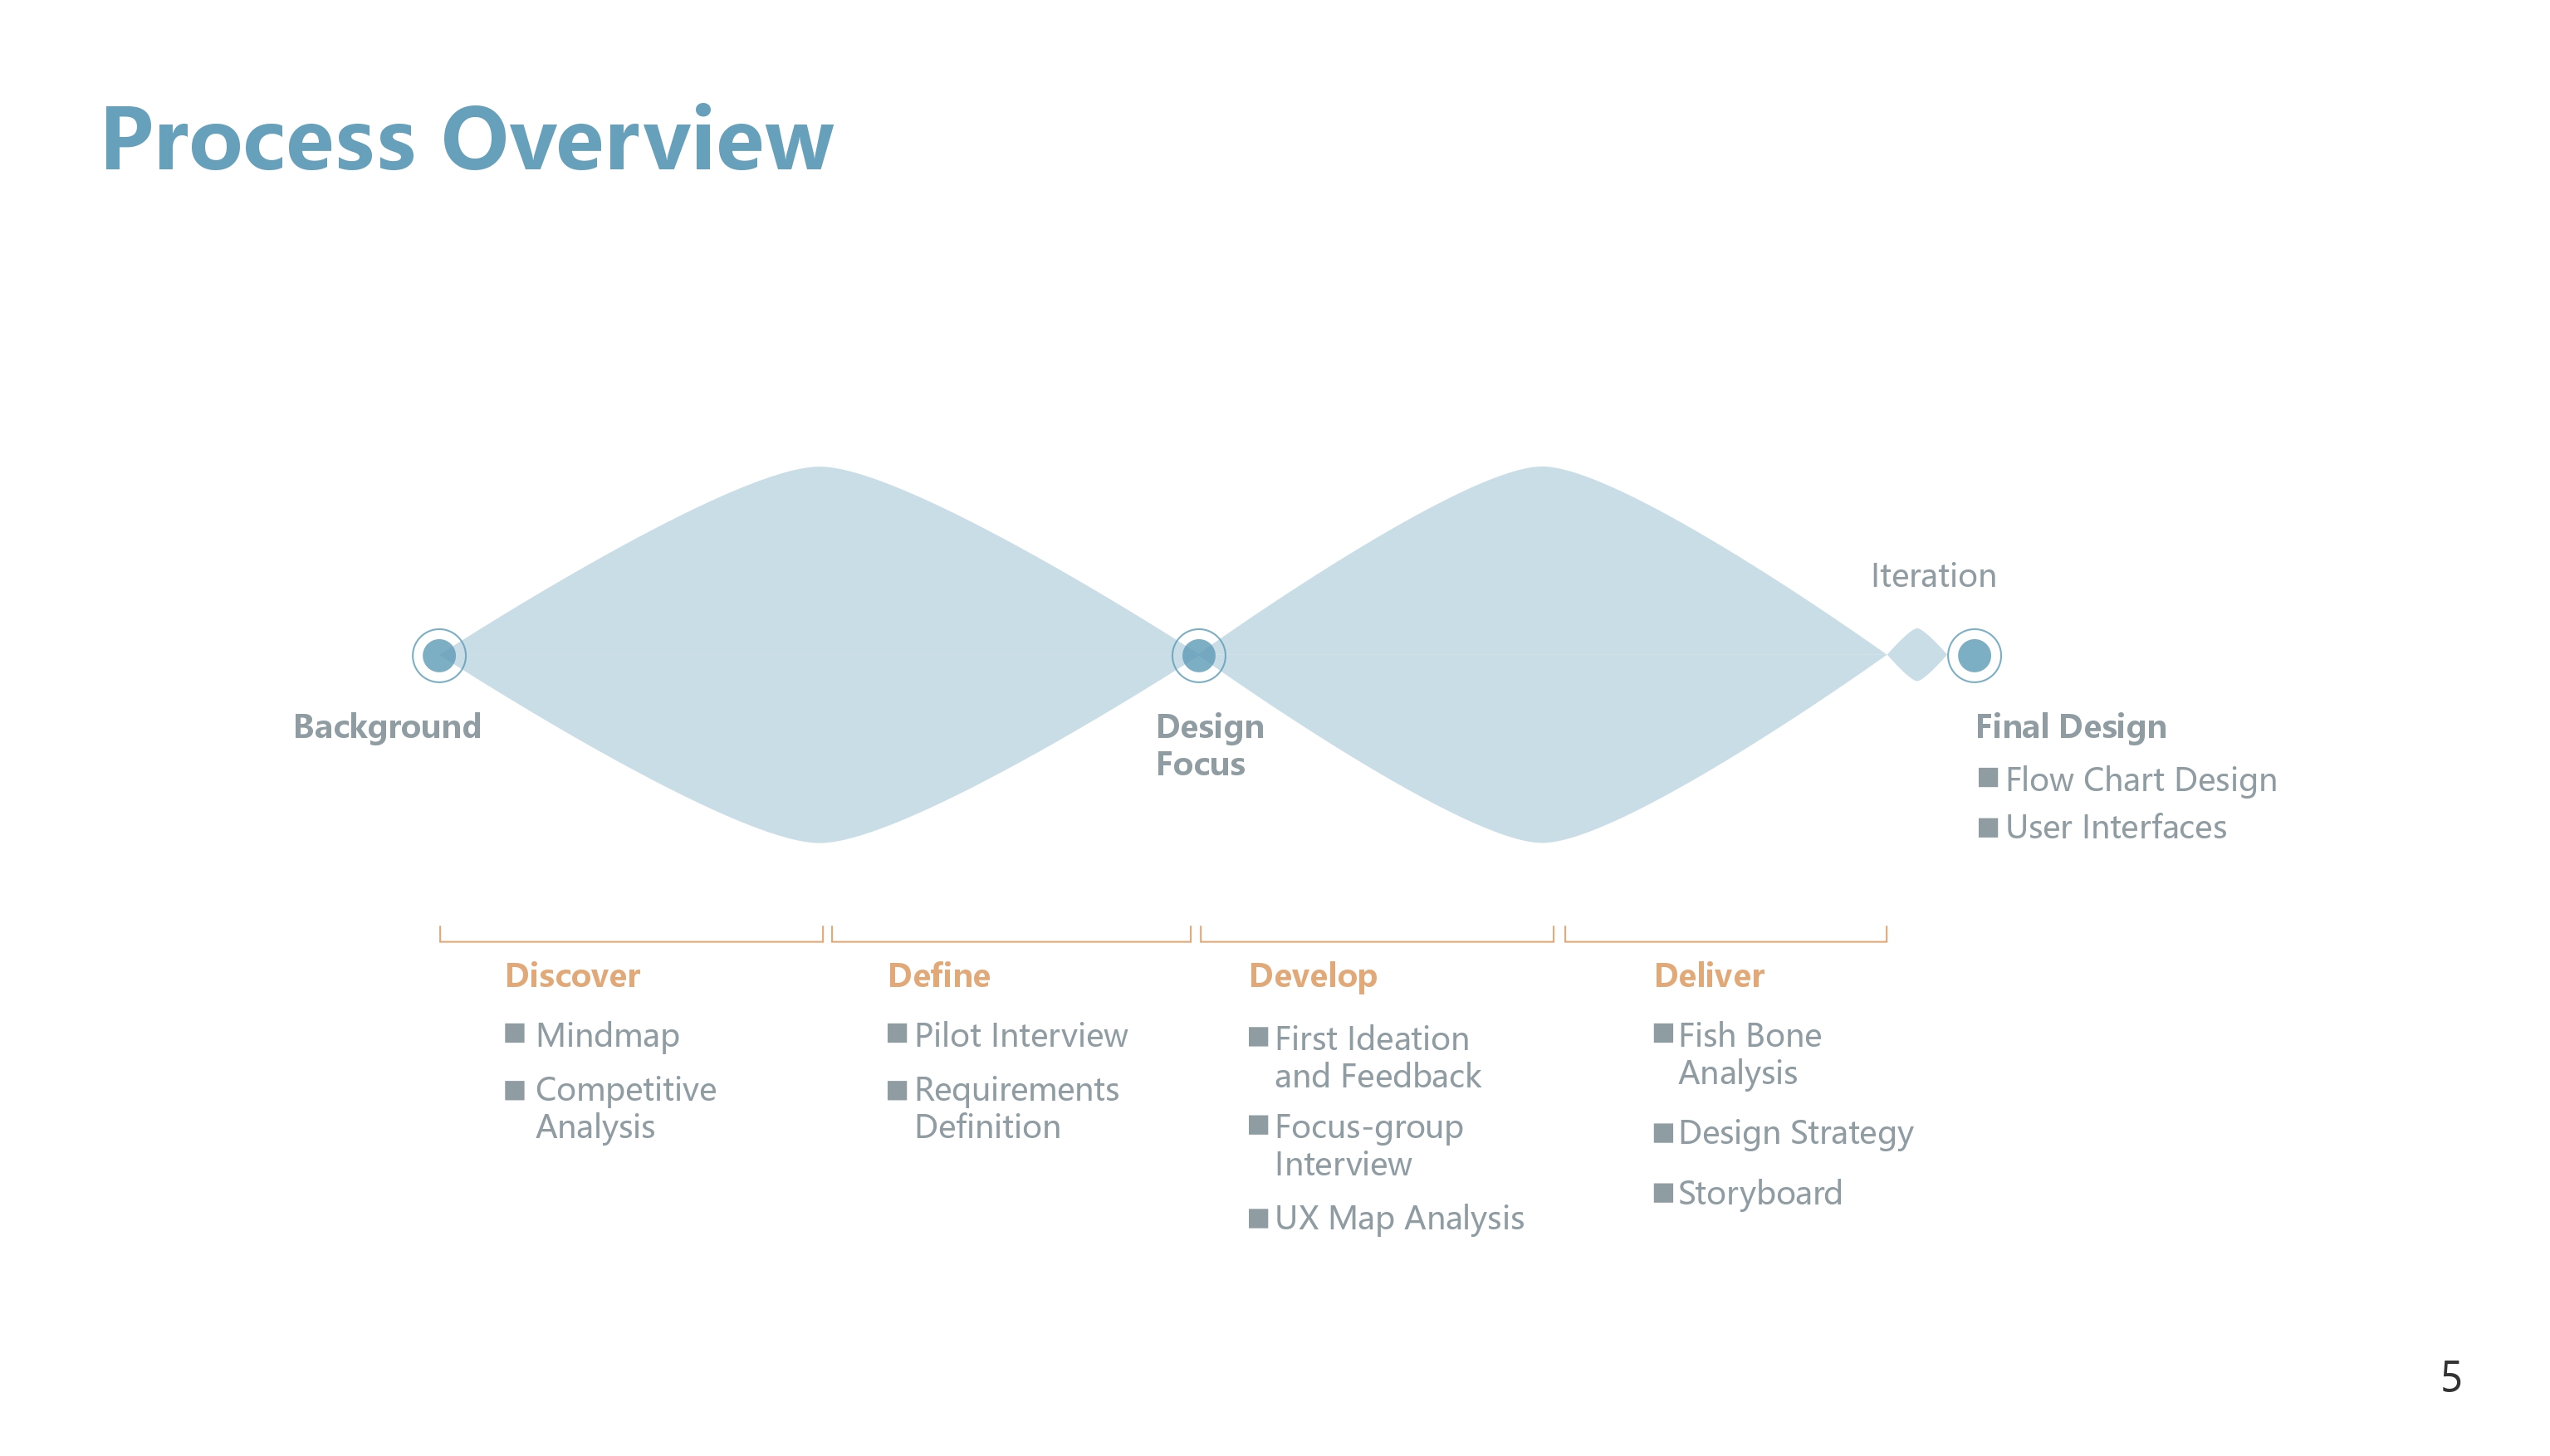 Process Overview
Iteration
Background
Design
Focus
Final Design
Flow Chart Design
User Interfaces
Discover
Mindmap
Competitive
Analysis
Define
Pilot Interview
Requirements
Definition
Develop
First Ideation
and Feedback
Focus-group
Interview
UX Map Analysis
Deliver
Fish Bone
Analysis
Design Strategy
Storyboard
5